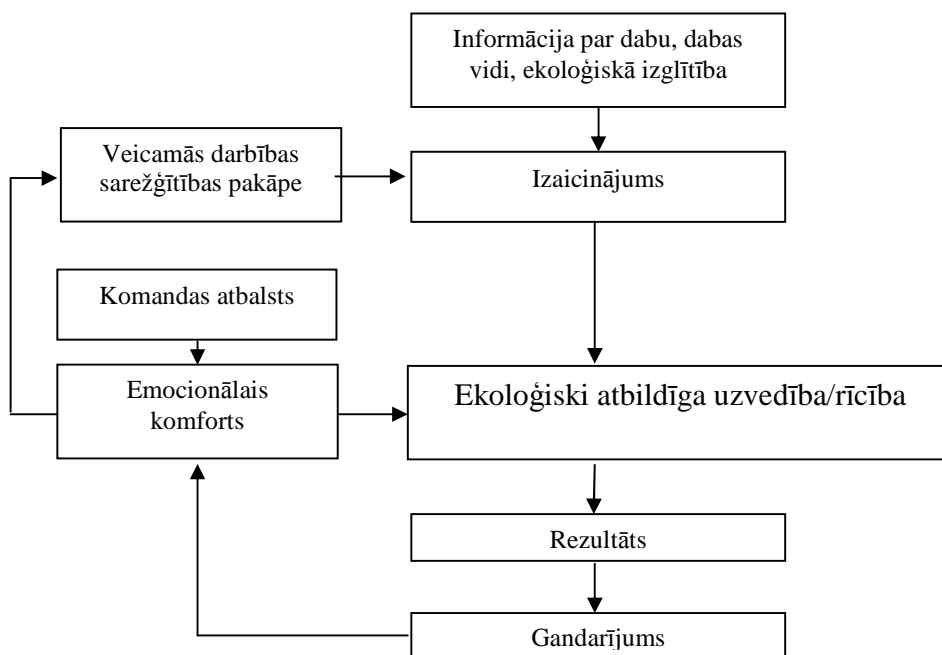 Informācija par dabu, dabas
vidi, ekoloģiskā izglītība
Veicamās darbības
sarežģītības pakāpe
Izaicinājums
Komandas atbalsts
Emocionālais
komforts
Ekoloģiski atbildīga uzvedība/rīcība
Rezultāts
Gandarījums